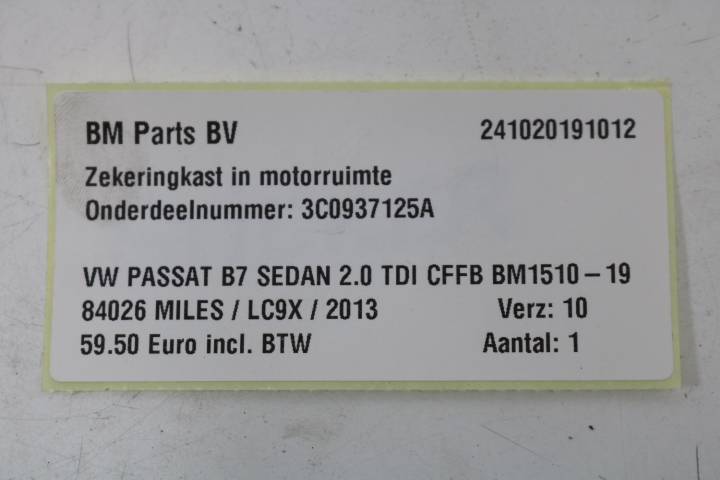 BM Parts BV 241020191012
Zekeringkast in motorruimte
Onderdeelnummer: 3C0937125A
VW PASSAT B7 SEDAN 2.0 TDI CFFB BM1510-19
84026 MILES / LC9X / 2013 Verz: 10
59.50 Euro incl. BTW Aantal: 1